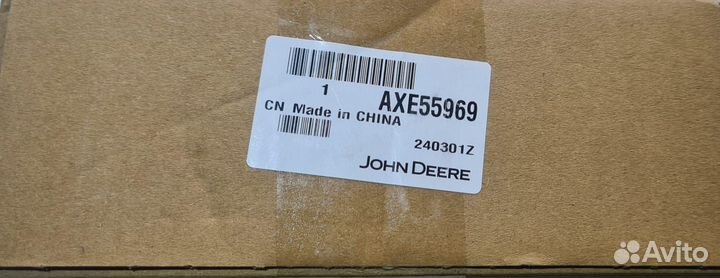 1 AXE55969
CN Made in CHINA
240301Z
JOHN DEERE
Avito